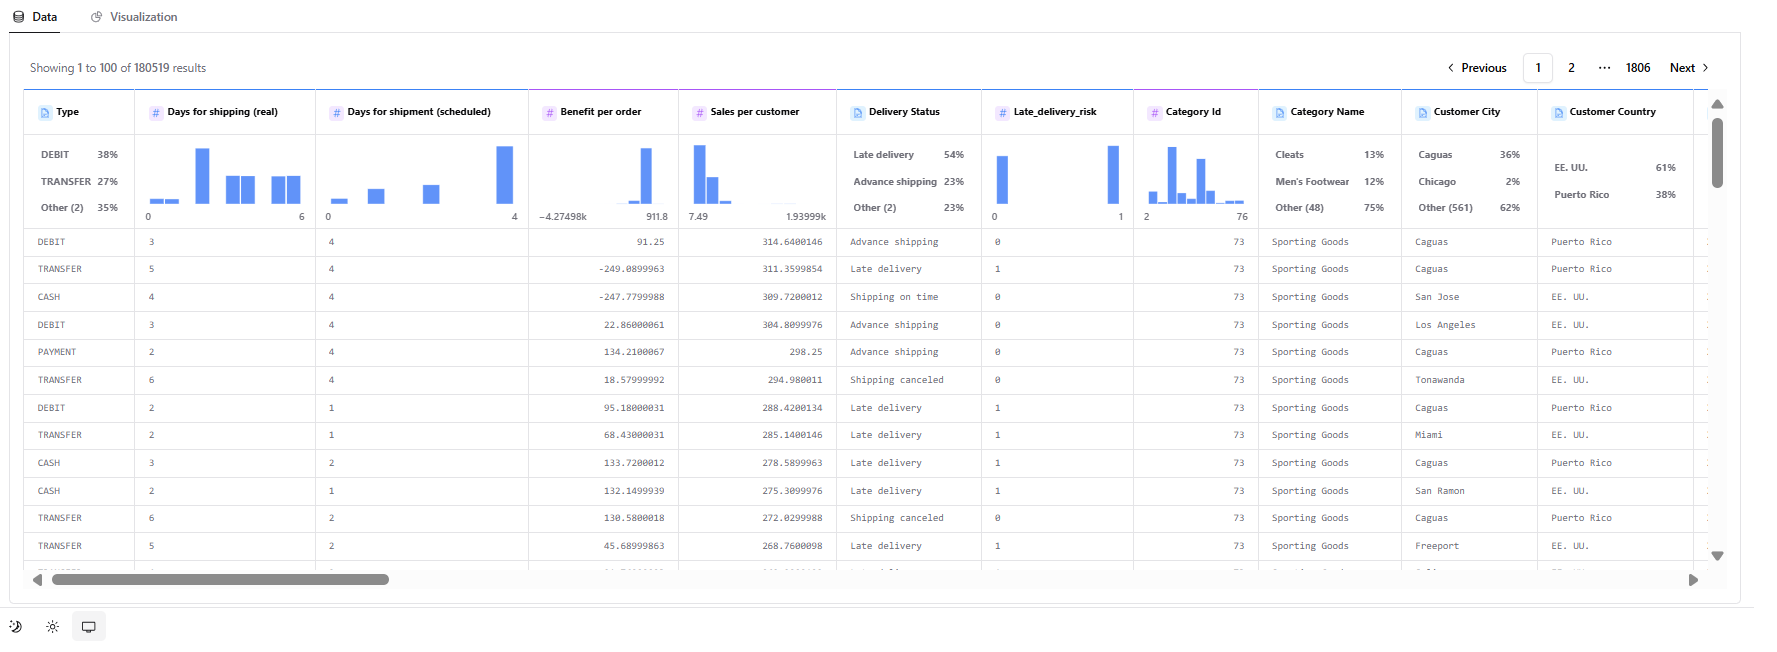 Data Visualization
Showing 1 to 100 of 180519 results
Previous 1 2 ··· 1806 Next
Type # Days for shipping (real) # Days for shipment (scheduled) # Benefit per order # Sales per customer Delivery Status # Late_delivery_risk # Category Id Category Name Customer City Customer Country
DEBIT 38% Late delivery 54% Cleats 13% Caguas 36% EE. UU. 61%
TRANSFER 27% Advance shipping 23% Men's Footwear 12% Chicago 2% Puerto Rico 38%
Other (2) 35% Other (2) 23% Other (48) 75% Other (561) 62%
0 6 0 4 −4.27498k 911.8 7.49 1.93999k 0 1 2 76
DEBIT 3 4 91.25 314.6400146 Advance shipping 0 73 Sporting Goods Caguas Puerto Rico
TRANSFER 5 4 -249.0899963 311.3599854 Late delivery 1 73 Sporting Goods Caguas Puerto Rico
CASH 4 4 -247.7799988 309.7200012 Shipping on time 0 73 Sporting Goods San Jose EE. UU.
DEBIT 3 4 22.86000061 304.8099976 Advance shipping 0 73 Sporting Goods Los Angeles EE. UU.
PAYMENT 2 4 134.2100067 298.25 Advance shipping 0 73 Sporting Goods Caguas Puerto Rico
TRANSFER 6 4 18.57999992 294.980011 Shipping canceled 0 73 Sporting Goods Tonawanda EE. UU.
DEBIT 2 1 95.18000031 288.4200134 Late delivery 1 73 Sporting Goods Caguas Puerto Rico
TRANSFER 2 1 68.43000031 285.1400146 Late delivery 1 73 Sporting Goods Miami EE. UU.
CASH 3 2 133.7200012 278.5899963 Late delivery 1 73 Sporting Goods Caguas Puerto Rico
CASH 2 1 132.1499939 275.3099976 Late delivery 1 73 Sporting Goods San Ramon EE. UU.
TRANSFER 6 2 130.5800018 272.0299988 Shipping canceled 0 73 Sporting Goods Caguas Puerto Rico
TRANSFER 5 2 45.68999863 268.7600098 Late delivery 1 73 Sporting Goods Freeport EE. UU.